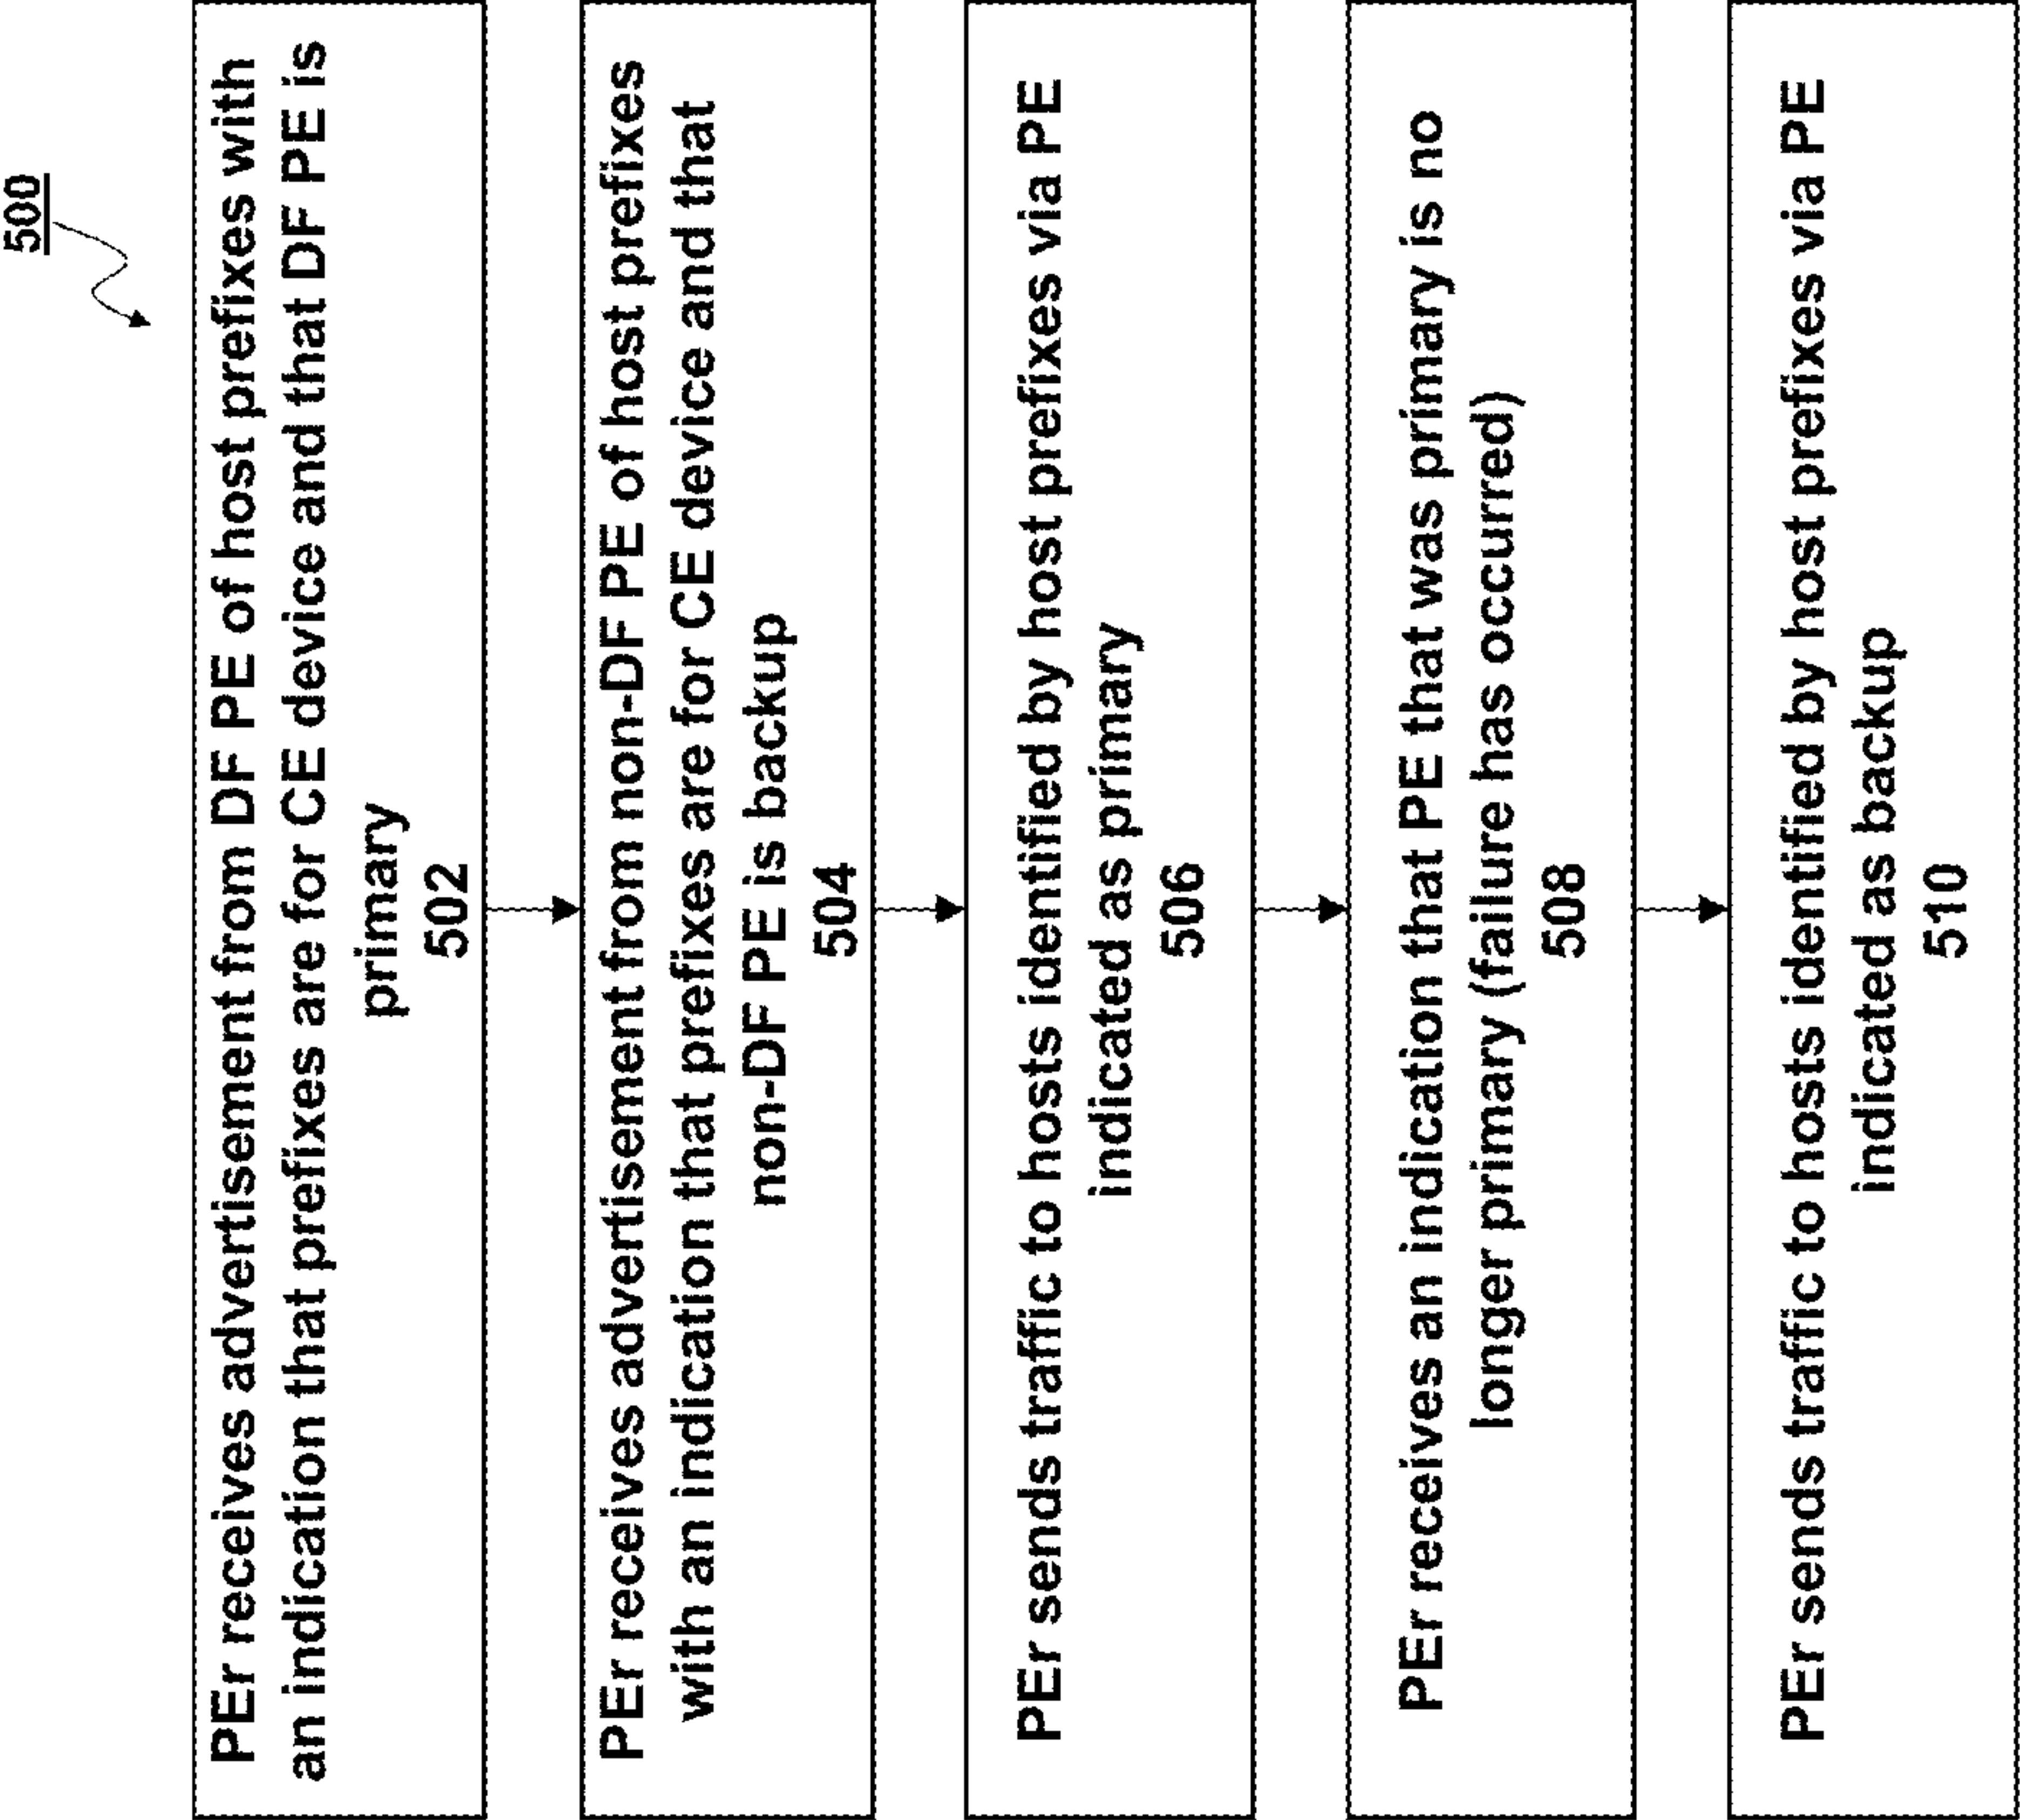 500
PEr receives advertisement from DF PE of host prefixes with
an indication that prefixes are for CE device and that DF PE is
primary
502
PEr receives advertisement from non-DF PE of host prefixes
with an indication that prefixes are for CE device and that
non-DF PE is backup
504
PEr sends traffic to hosts identified by host prefixes via PE
indicated as primary
506
PEr receives an indication that PE that was primary is no
longer primary (failure has occurred)
508
PEr sends traffic to hosts identified by host prefixes via PE
indicated as backup
510